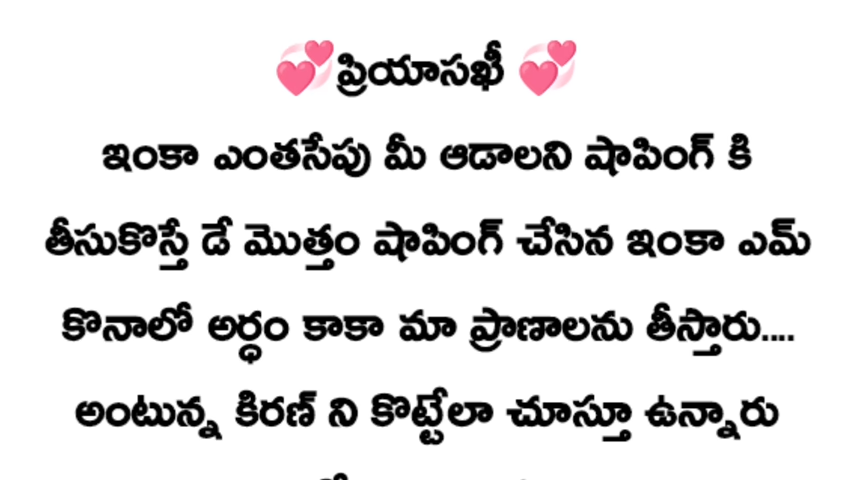 💞ప్రియాసఖీ 💞
ఇంకా ఎంతసేపు మీ ఆడాలని షాపింగ్ కి
తీసుకొస్తే డే మొత్తం షాపింగ్ చేసిన ఇంకా ఎమ్
కొనాలో అర్ధం కాకా మా ప్రాణాలను తీస్తారు....
అంటున్న కిరణ్ ని కొట్టేలా చూస్తూ ఉన్నారు